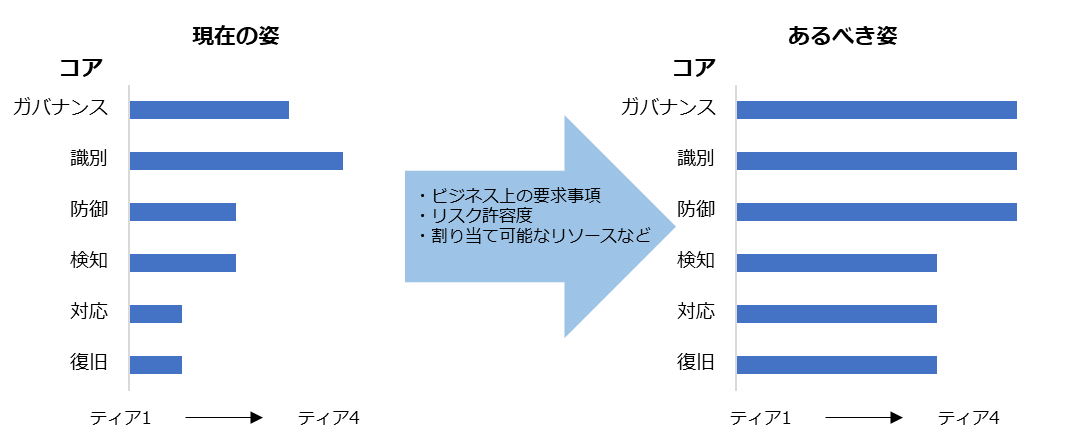 現在の姿
コア
ガバナンス
識別
防御
検知
対応
復旧
ティア1
ティア4
・ビジネス上の要求事項
・リスク許容度
・割り当て可能なリソースなど
あるべき姿
コア
ガバナンス
識別
防御
検知
対応
復旧
ティア1
ティア4